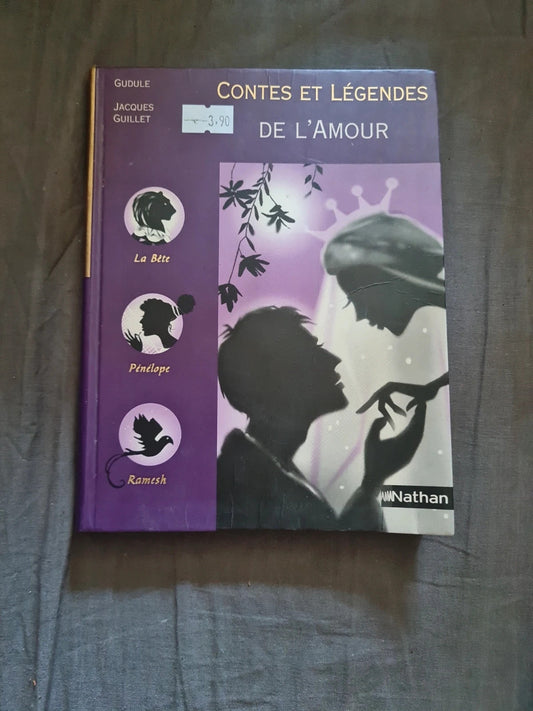 GUDULE
JACQUES
GUILLET
3,90
CONTES ET LÉGENDES
DE L'AMOUR
La Bête
Pénélope
Ramesh
Nathan